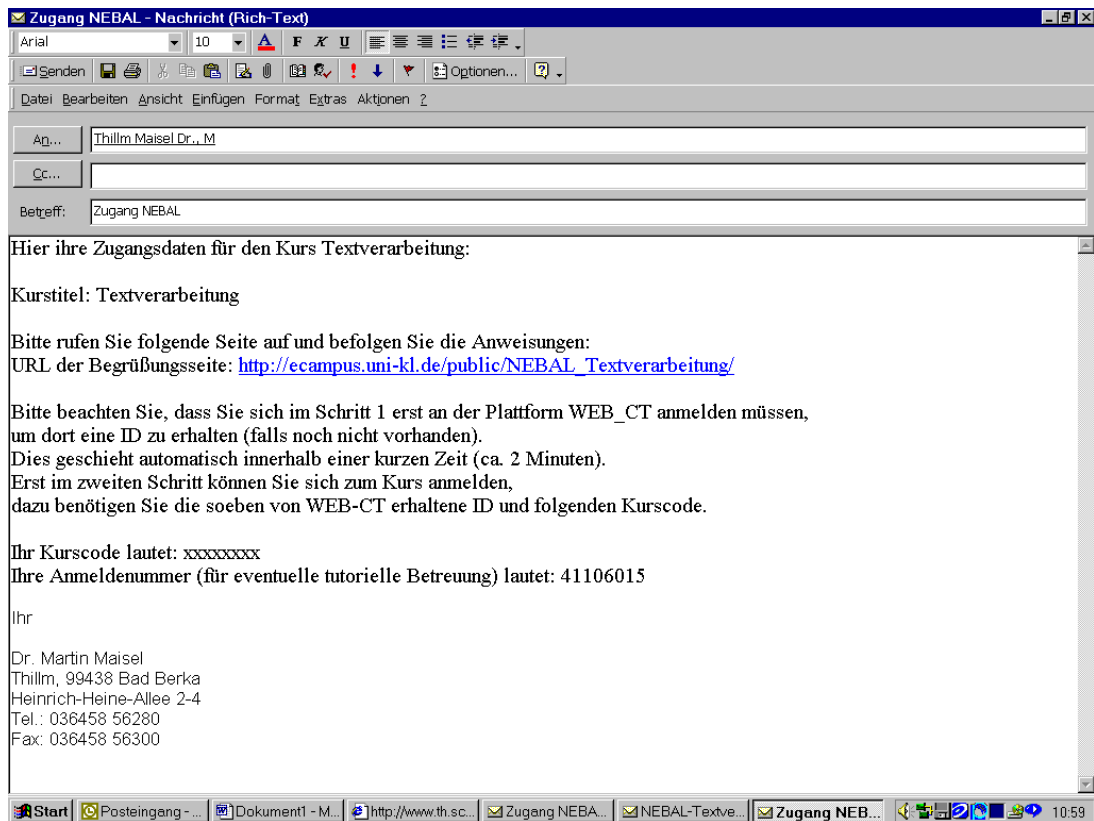 Zugang NEBAL - Nachricht (Rich-Text)
Arial 10 A F K U
Senden Optionen...
Datei Bearbeiten Ansicht Einfügen Format Extras Aktionen ?
An... Thillm Maisel Dr., M
Cc...
Betreff: Zugang NEBAL
Hier ihre Zugangsdaten für den Kurs Textverarbeitung:
Kurstitel: Textverarbeitung
Bitte rufen Sie folgende Seite auf und befolgen Sie die Anweisungen:
URL der Begrüßungsseite: http://ecampus.uni-kl.de/public/NEBAL_Textverarbeitung/
Bitte beachten Sie, dass Sie sich im Schritt 1 erst an der Plattform WEB_CT anmelden müssen,
um dort eine ID zu erhalten (falls noch nicht vorhanden).
Dies geschieht automatisch innerhalb einer kurzen Zeit (ca. 2 Minuten).
Erst im zweiten Schritt können Sie sich zum Kurs anmelden,
dazu benötigen Sie die soeben von WEB-CT erhaltene ID und folgenden Kurscode.
Ihr Kurscode lautet: xxxxxxxx
Ihre Anmeldenummer (für eventuelle tutorielle Betreuung) lautet: 41106015
Ihr
Dr. Martin Maisel
Thillm, 99438 Bad Berka
Heinrich-Heine-Allee 2-4
Tel.: 036458 56280
Fax: 036458 56300
Start Posteingang - ... Dokument1 - M... http://www.th.sc... Zugang NEBA... NEBAL-Textve... Zugang NEB... 10:59